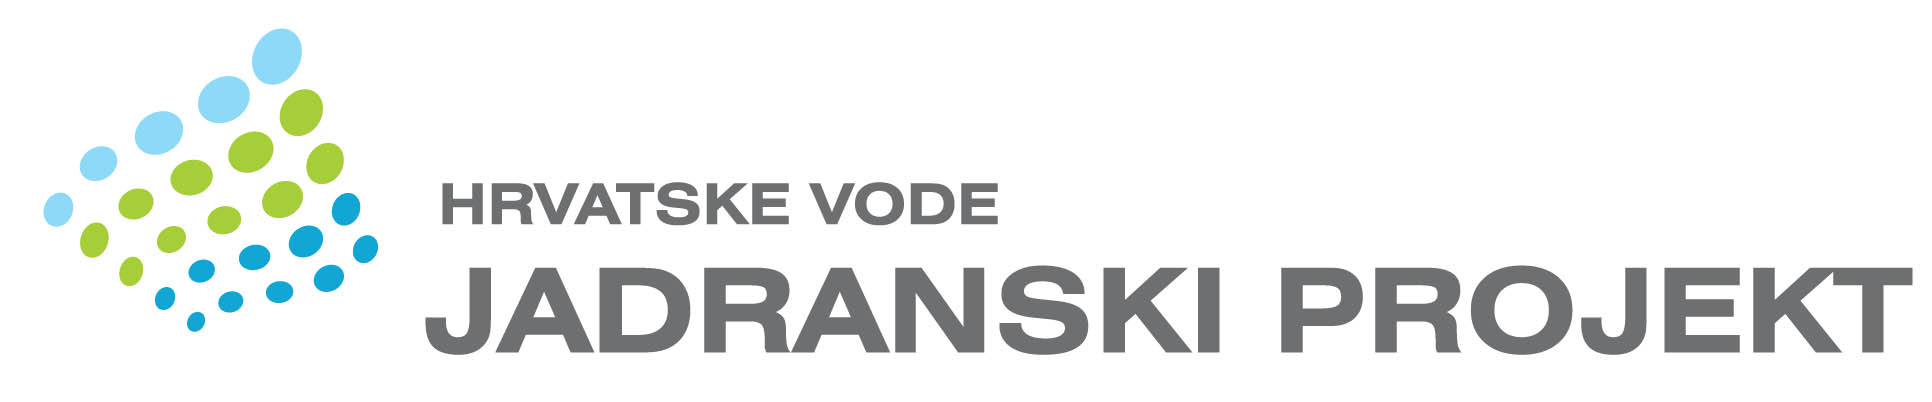 HRVATSKE VODE
JADRANSKI PROJEKT